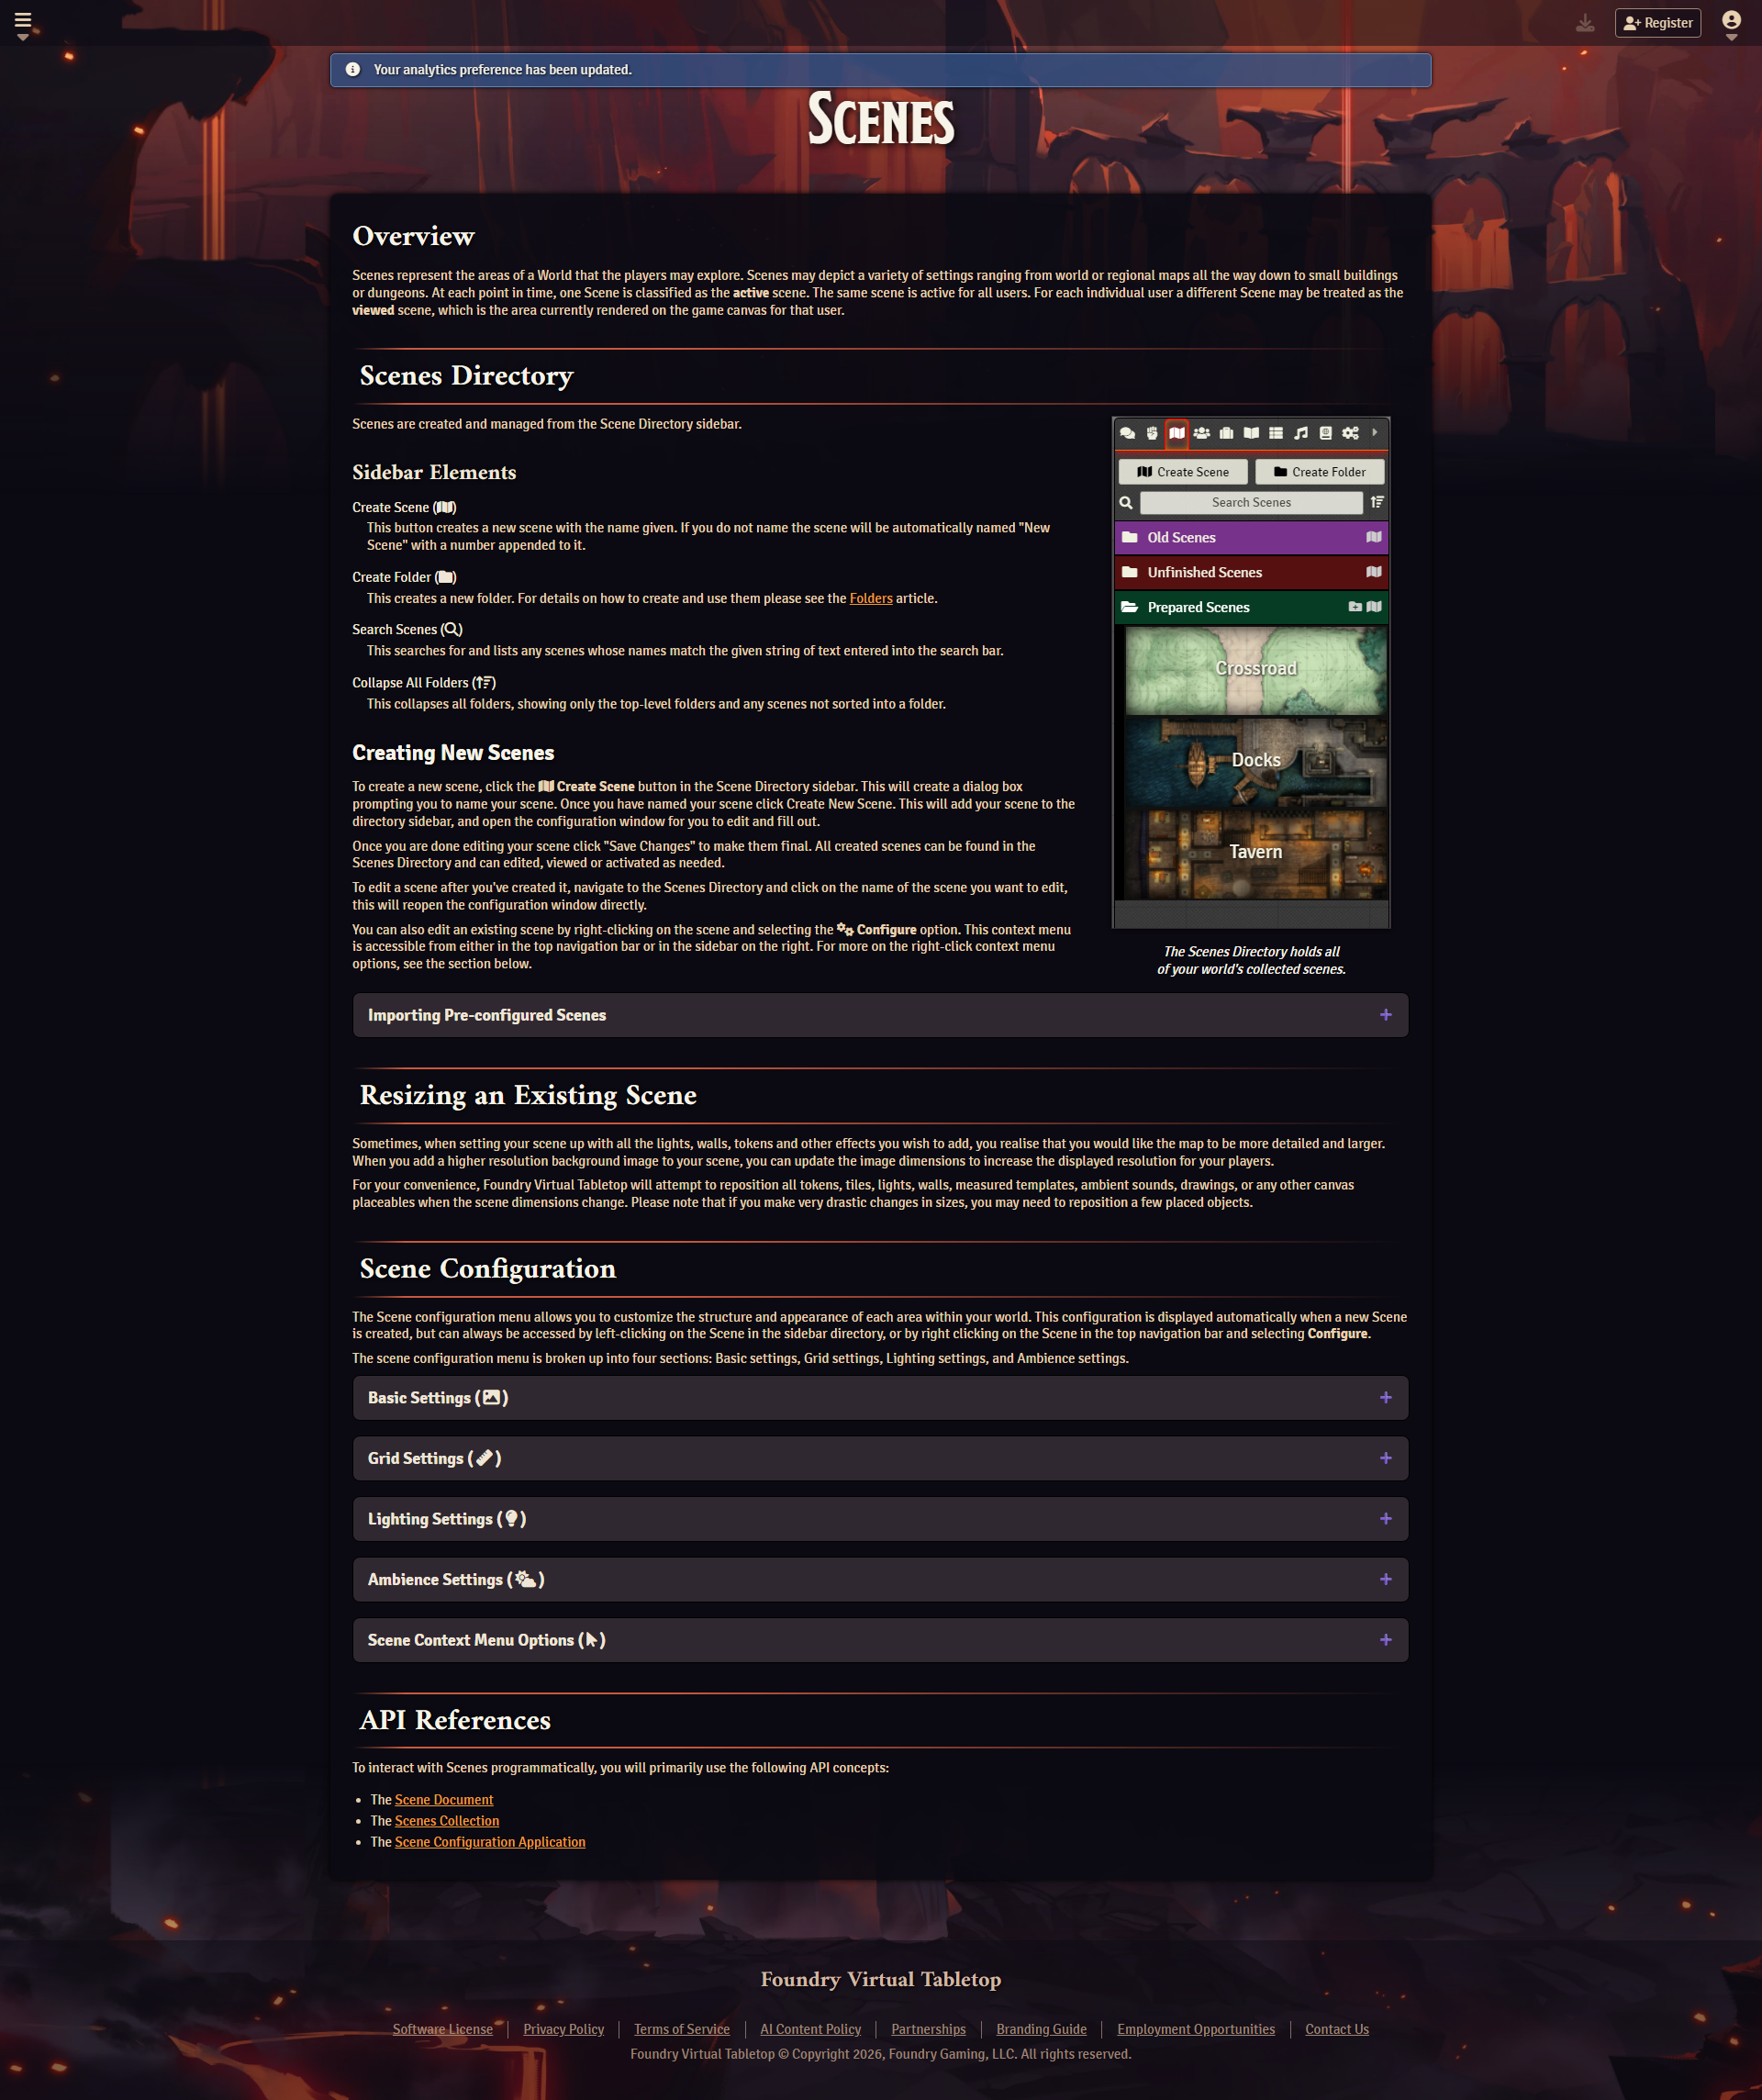 Register
Your analytics preference has been updated.
Scenes
Overview
Scenes represent the areas of a World that the players may explore. Scenes may depict a variety of settings ranging from world or regional maps all the way down to small buildings
or dungeons. At each point in time, one Scene is classified as the active scene. The same scene is active for all users. For each individual user a different Scene may be treated as the
viewed scene, which is the area currently rendered on the game canvas for that user.
Scenes Directory
Scenes are created and managed from the Scene Directory sidebar.
Sidebar Elements
Create Scene ()
This button creates a new scene with the name given. If you do not name the scene will be automatically named "New
Scene" with a number appended to it.
Create Folder ()
This creates a new folder. For details on how to create and use them please see the Folders article.
Search Scenes ()
This searches for and lists any scenes whose names match the given string of text entered into the search bar.
Collapse All Folders ()
This collapses all folders, showing only the top-level folders and any scenes not sorted into a folder.
Creating New Scenes
To create a new scene, click the Create Scene button in the Scene Directory sidebar. This will create a dialog box
prompting you to name your scene. Once you have named your scene click Create New Scene. This will add your scene to the
directory sidebar, and open the configuration window for you to edit and fill out.
Once you are done editing your scene click "Save Changes" to make them final. All created scenes can be found in the
Scenes Directory and can edited, viewed or activated as needed.
To edit a scene after you've created it, navigate to the Scenes Directory and click on the name of the scene you want to edit,
this will reopen the configuration window directly.
You can also edit an existing scene by right-clicking on the scene and selecting the Configure option. This context menu
is accessible from either in the top navigation bar or in the sidebar on the right. For more on the right-click context menu
options, see the section below.
Create Scene
Create Folder
Search Scenes
Old Scenes
Unfinished Scenes
Prepared Scenes
Crossroad
Docks
Tavern
The Scenes Directory holds all
of your world's collected scenes.
Importing Pre-configured Scenes
Resizing an Existing Scene
Sometimes, when setting your scene up with all the lights, walls, tokens and other effects you wish to add, you realise that you would like the map to be more detailed and larger.
When you add a higher resolution background image to your scene, you can update the image dimensions to increase the displayed resolution for your players.
For your convenience, Foundry Virtual Tabletop will attempt to reposition all tokens, tiles, lights, walls, measured templates, ambient sounds, drawings, or any other canvas
placeables when the scene dimensions change. Please note that if you make very drastic changes in sizes, you may need to reposition a few placed objects.
Scene Configuration
The Scene configuration menu allows you to customize the structure and appearance of each area within your world. This configuration is displayed automatically when a new Scene
is created, but can always be accessed by left-clicking on the Scene in the sidebar directory, or by right clicking on the Scene in the top navigation bar and selecting Configure.
The scene configuration menu is broken up into four sections: Basic settings, Grid settings, Lighting settings, and Ambience settings.
Basic Settings ()
Grid Settings ()
Lighting Settings ()
Ambience Settings ()
Scene Context Menu Options ()
API References
To interact with Scenes programmatically, you will primarily use the following API concepts:
• The Scene Document
• The Scenes Collection
• The Scene Configuration Application
Foundry Virtual Tabletop
Software License
Privacy Policy
Terms of Service
AI Content Policy
Partnerships
Branding Guide
Employment Opportunities
Contact Us
Foundry Virtual Tabletop © Copyright 2026, Foundry Gaming, LLC. All rights reserved.